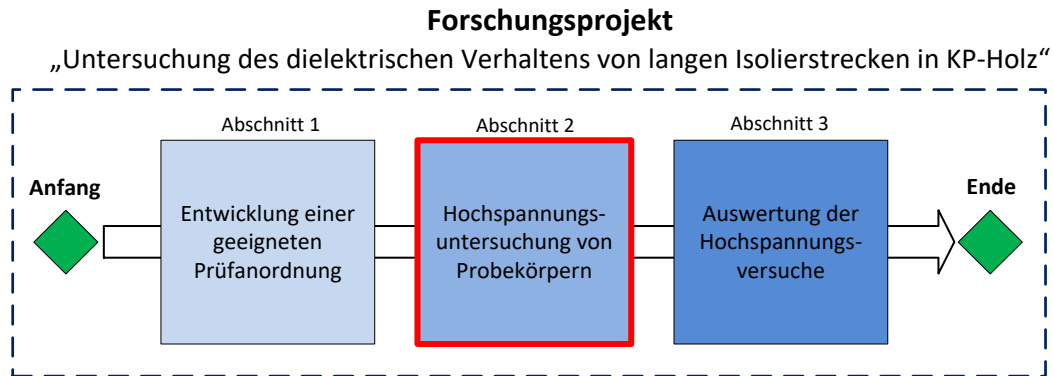 Forschungsprojekt
„Untersuchung des dielektrischen Verhaltens von langen Isolierstrecken in KP-Holz“
Abschnitt 1
Abschnitt 2
Abschnitt 3
Anfang
Entwicklung einer
geeigneten
Prüfanordnung
Hochspannungs-
untersuchung von
Probekörpern
Auswertung der
Hochspannungs-
versuche
Ende